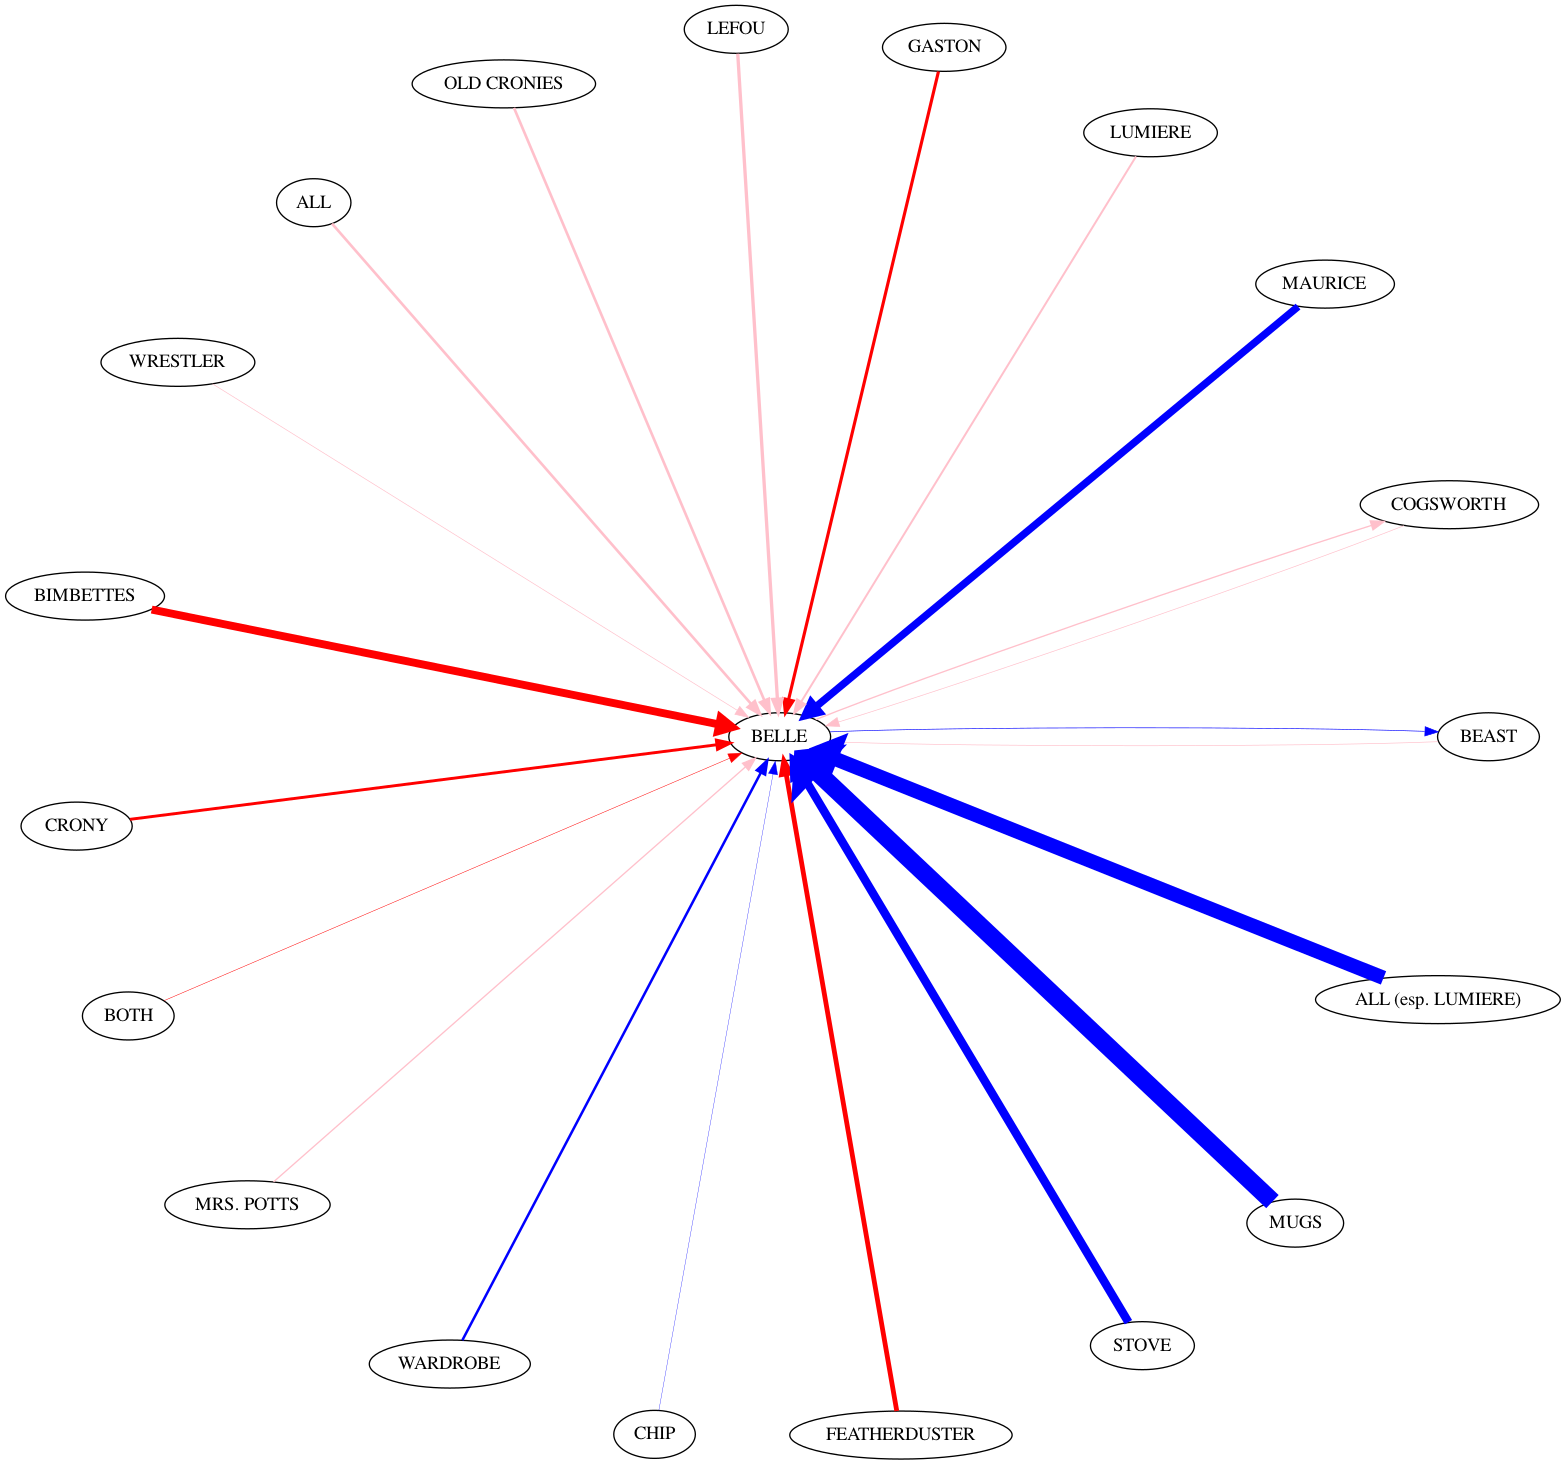 LEFOU
GASTON
OLD CRONIES
LUMIERE
ALL
MAURICE
WRESTLER
COGSWORTH
BIMBETTES
BELLE
BEAST
CRONY
ALL (esp. LUMIERE)
BOTH
MRS. POTTS
MUGS
STOVE
WARDROBE
CHIP
FEATHERDUSTER